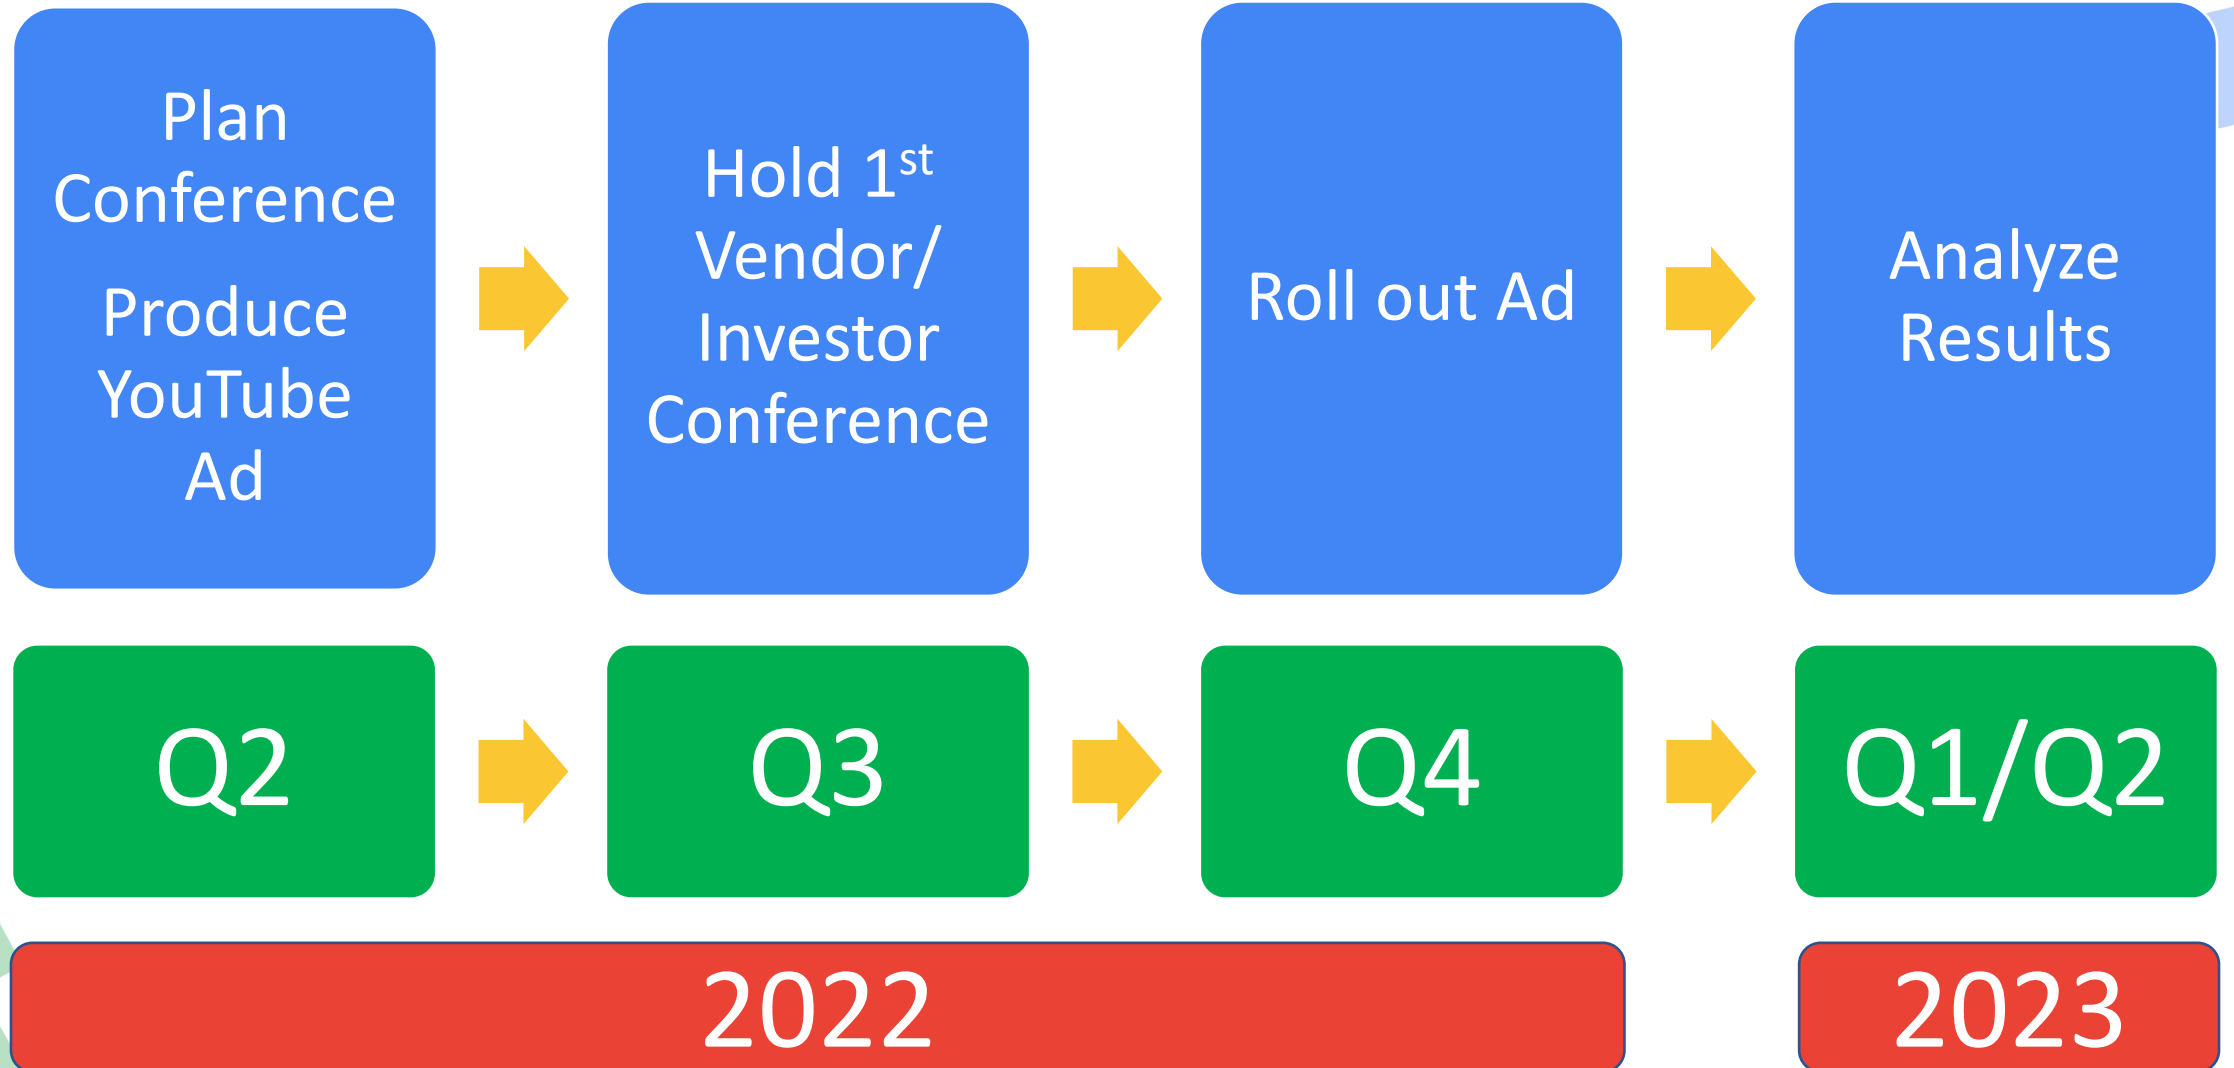 Plan
Conference
Produce
YouTube
Ad
Hold 1st
Vendor/
Investor
Conference
Roll out Ad
Analyze
Results
Q2
Q3
Q4
Q1/Q2
2022
2023